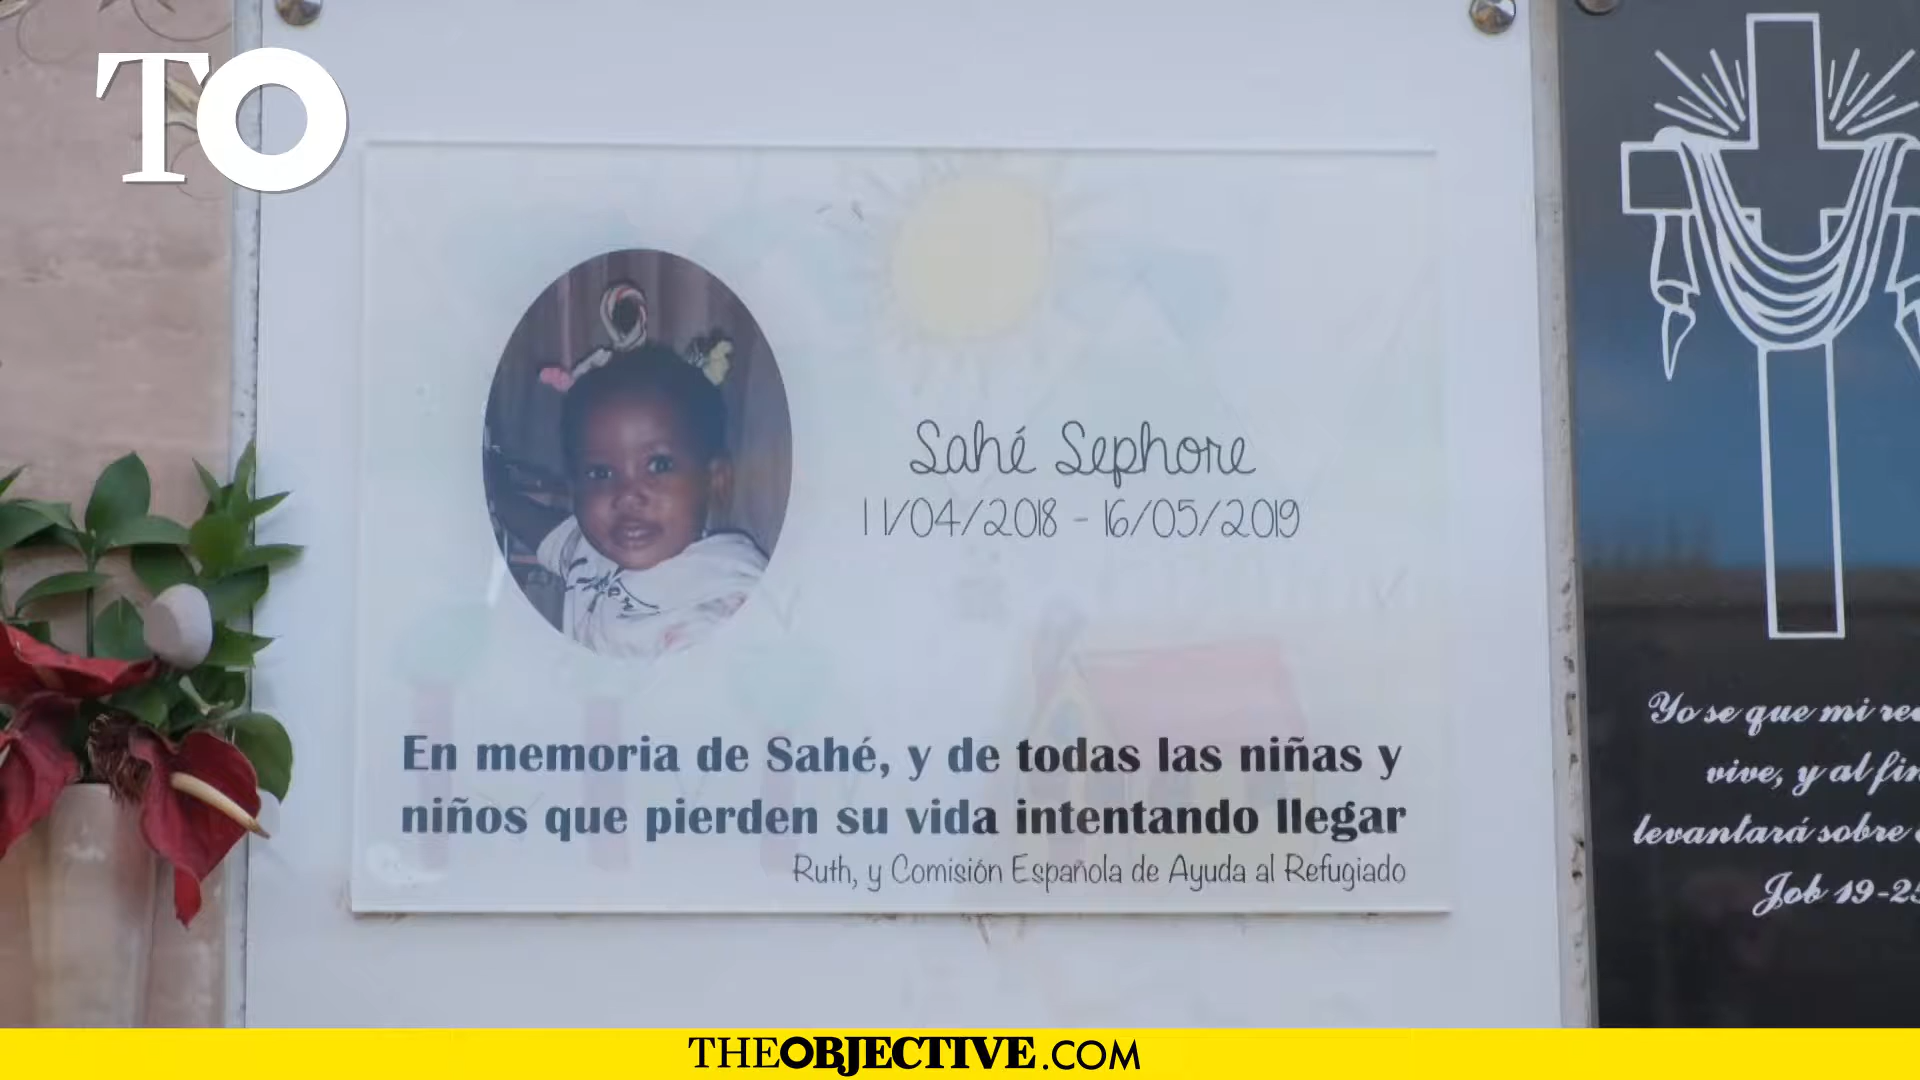 TO
Sahé Sephore
11/04/2018 - 16/05/2019
En memoria de Sahé, y de todas las niñas y
niños que pierden su vida intentando llegar
Ruth, y Comisión Española de Ayuda al Refugiado
Yo se que mi
vive, y al
levantará sobre
Job 19-25
THEOBJECTIVE.COM